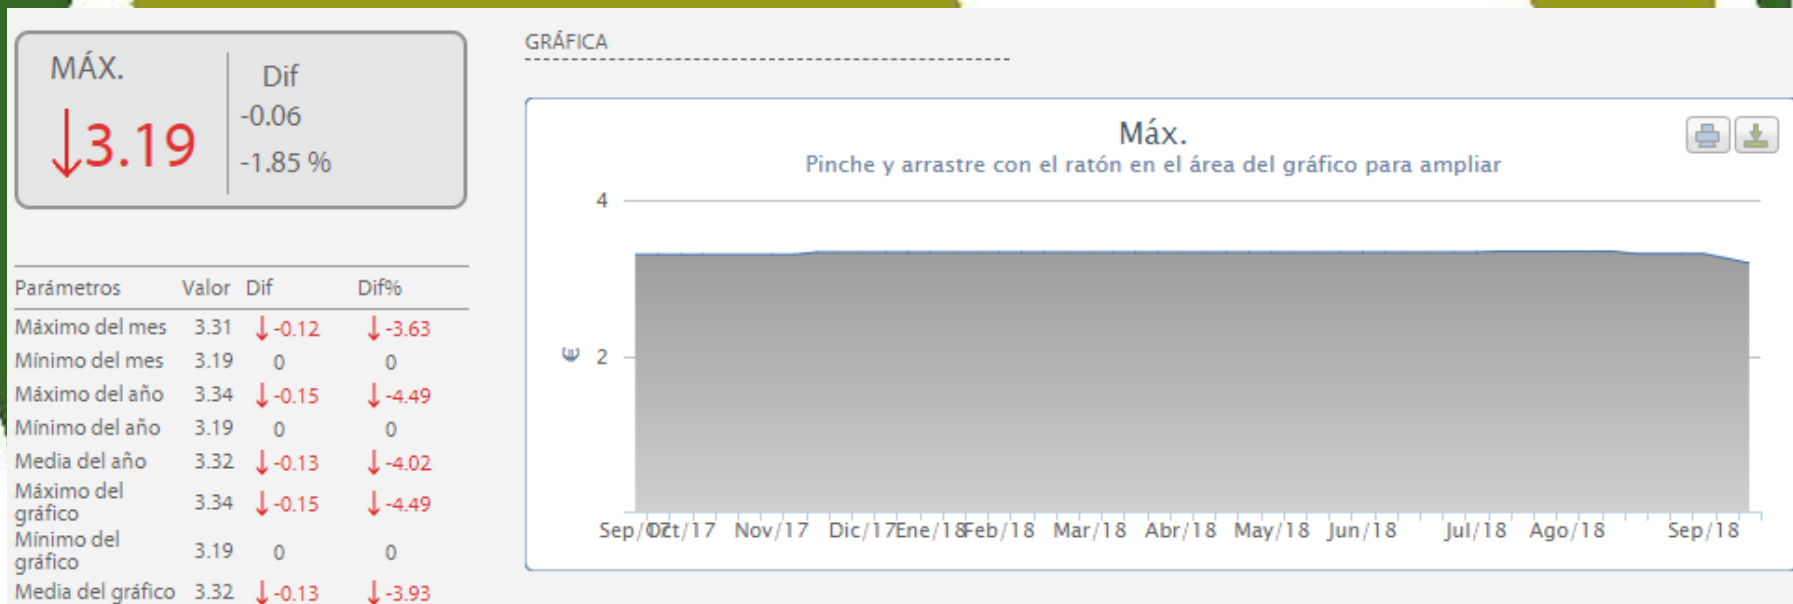 MÁX.
Dif
↓3.19
-0.06
-1.85 %
Parámetros Valor Dif Dif%
Máximo del mes 3.31 ↓-0.12 ↓-3.63
Mínimo del mes 3.19 0 0
Máximo del año 3.34 ↓-0.15 ↓-4.49
Mínimo del año 3.19 0 0
Media del año 3.32 ↓-0.13 ↓-4.02
Máximo del
gráfico 3.34 ↓-0.15 ↓-4.49
Mínimo del
gráfico 3.19 0 0
Media del gráfico 3.32 ↓-0.13 ↓-3.93
GRÁFICA
Máx.
Pinche y arrastre con el ratón en el área del gráfico para ampliar
4
€ 2
Sep/17 Oct/17 Nov/17 Dic/17 Ene/18 Feb/18 Mar/18 Abr/18 May/18 Jun/18 Jul/18 Ago/18 Sep/18